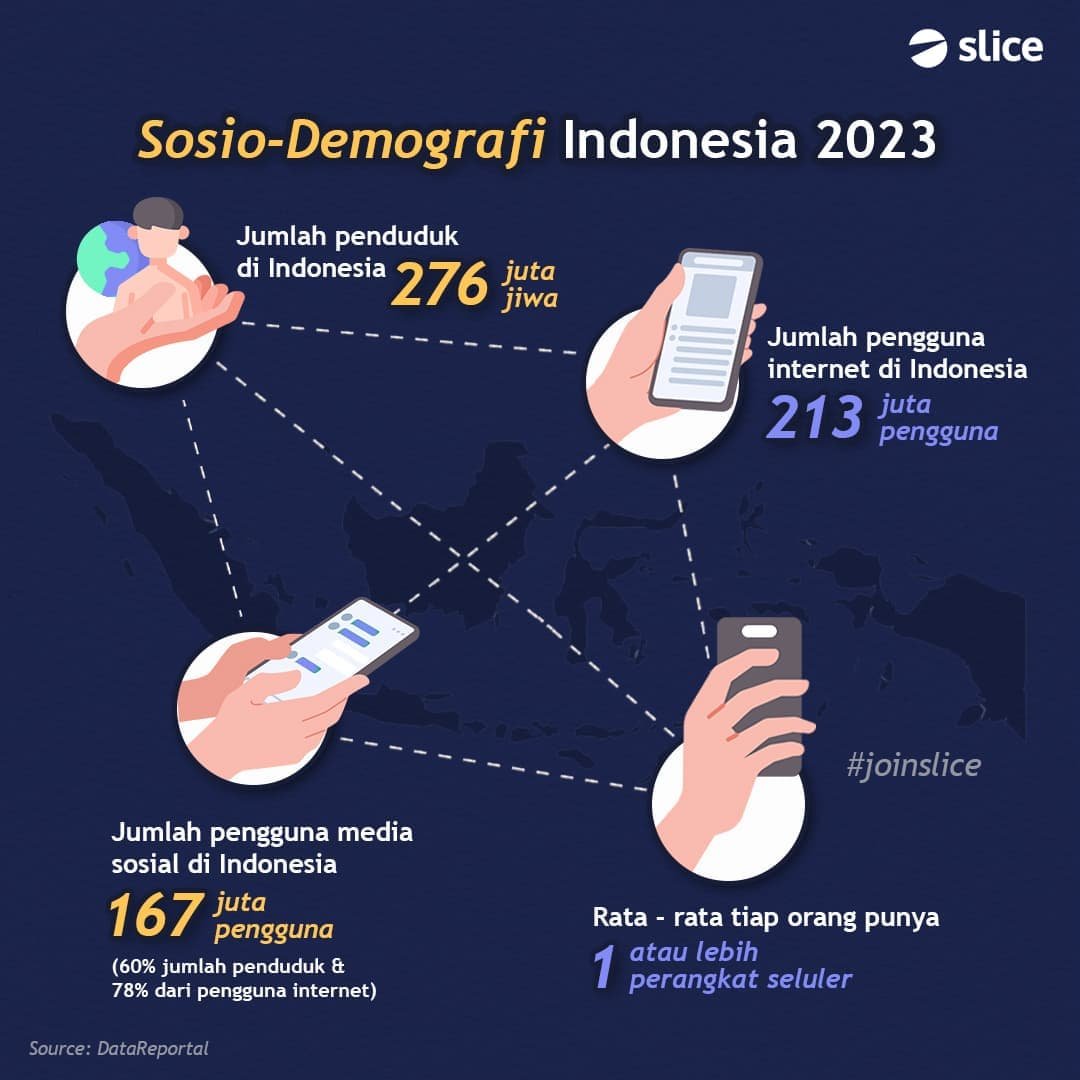 slice
Sosio-Demografi Indonesia 2023
Jumlah penduduk
di Indonesia 276 juta
jiwa
Jumlah pengguna
internet di Indonesia
213 juta
pengguna
#joinslice
Jumlah pengguna media
sosial di Indonesia
167 juta
pengguna
(60% jumlah penduduk &
78% dari pengguna internet)
Rata - rata tiap orang punya
1 atau lebih
perangkat seluler
Source: DataReportal